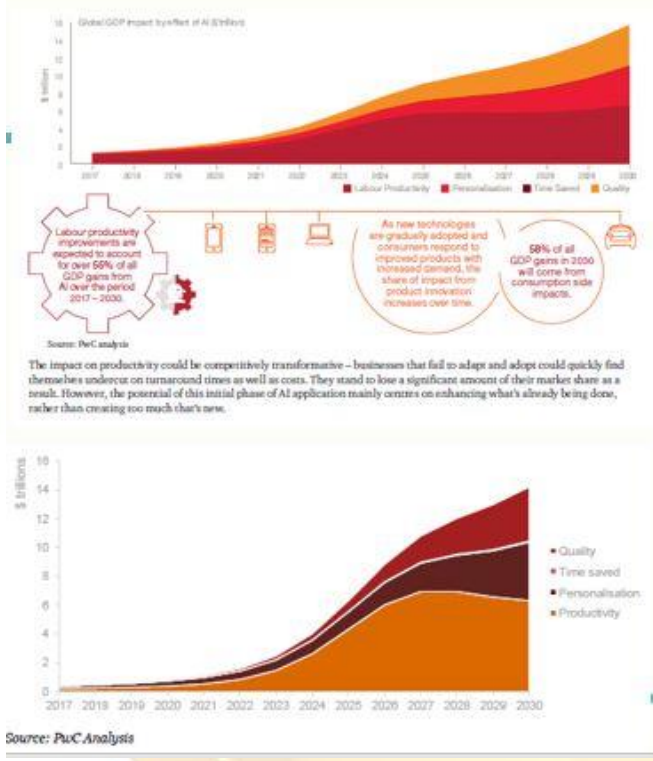 Global GDP impact by effect of AI ($ trillion)
16
14
12
10
8
6
4
2
0
$ trillion
2017 2018 2019 2020 2021 2022 2023 2024 2025 2026 2027 2028 2029 2030
Labour Productivity Personalisation Time Saved Quality
Labour productivity
improvements are
expected to account
for over 55% of all
GDP gains from
AI over the period
2017 – 2030.
As new technologies
are gradually adopted and
consumers respond to
improved products with
increased demand, the
share of impact from
product innovation
increases over time.
58% of all
GDP gains in 2030
will come from
consumption side
impacts.
Source: PwC analysis
The impact on productivity could be competitively transformative – businesses that fail to adapt and adopt could quickly find
themselves undercut on turnaround times as well as costs. They stand to lose a significant amount of their market share as a
result. However, the potential of this initial phase of AI application mainly centres on enhancing what's already being done,
rather than creating too much that's new.
$ trillions
16
14
12
10
8
6
4
2
0
2017 2018 2019 2020 2021 2022 2023 2024 2025 2026 2027 2028 2029 2030
Quality
Time saved
Personalisation
Productivity
Source: PwC Analysis